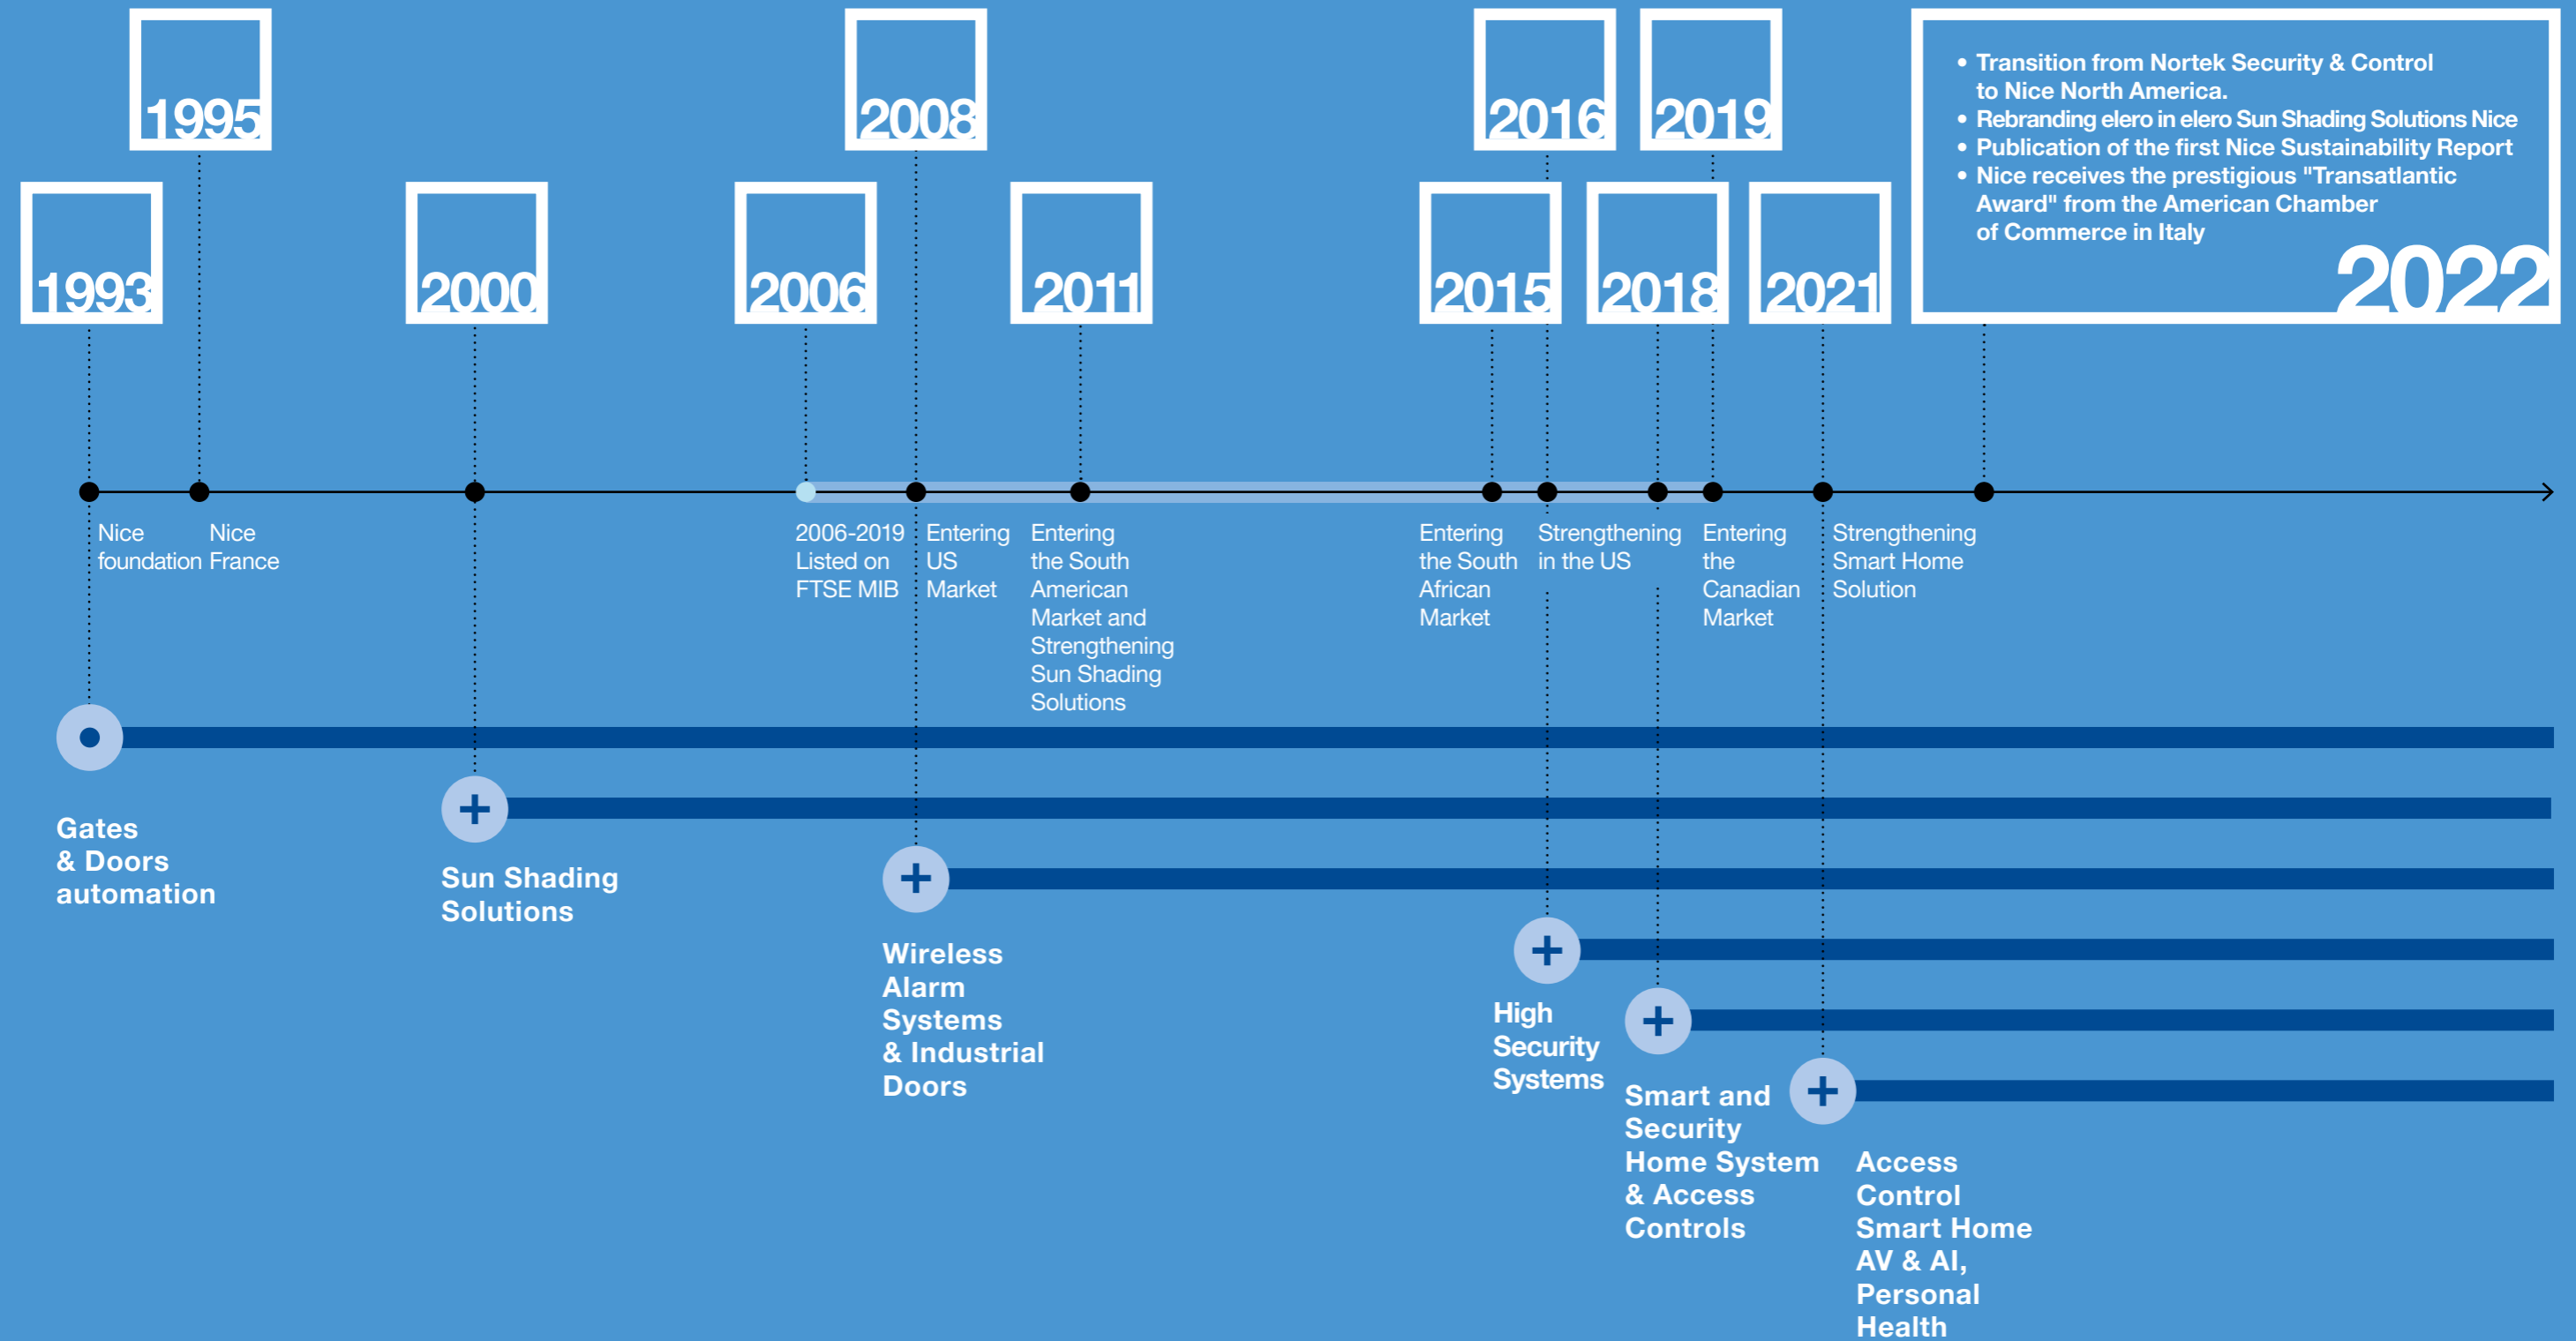 1995
2008
2016
2019
1993
2000
2006
2011
2015
2018
2021
• Transition from Nortek Security & Control
to Nice North America.
• Rebranding elero in elero Sun Shading Solutions Nice
• Publication of the first Nice Sustainability Report
• Nice receives the prestigious "Transatlantic
Award" from the American Chamber
of Commerce in Italy
2022
Nice
foundation
Nice
France
2006-2019
Listed on
FTSE MIB
Entering
US
Market
Entering
the South
American
Market and
Strengthening
Sun Shading
Solutions
Entering
the South
African
Market
Strengthening
in the US
Entering
the
Canadian
Market
Strengthening
Smart Home
Solution
Gates
& Doors
automation
Sun Shading
Solutions
Wireless
Alarm
Systems
& Industrial
Doors
High
Security
Systems
Smart and
Security
Home System
& Access
Controls
Access
Control
Smart Home
AV & AI,
Personal
Health